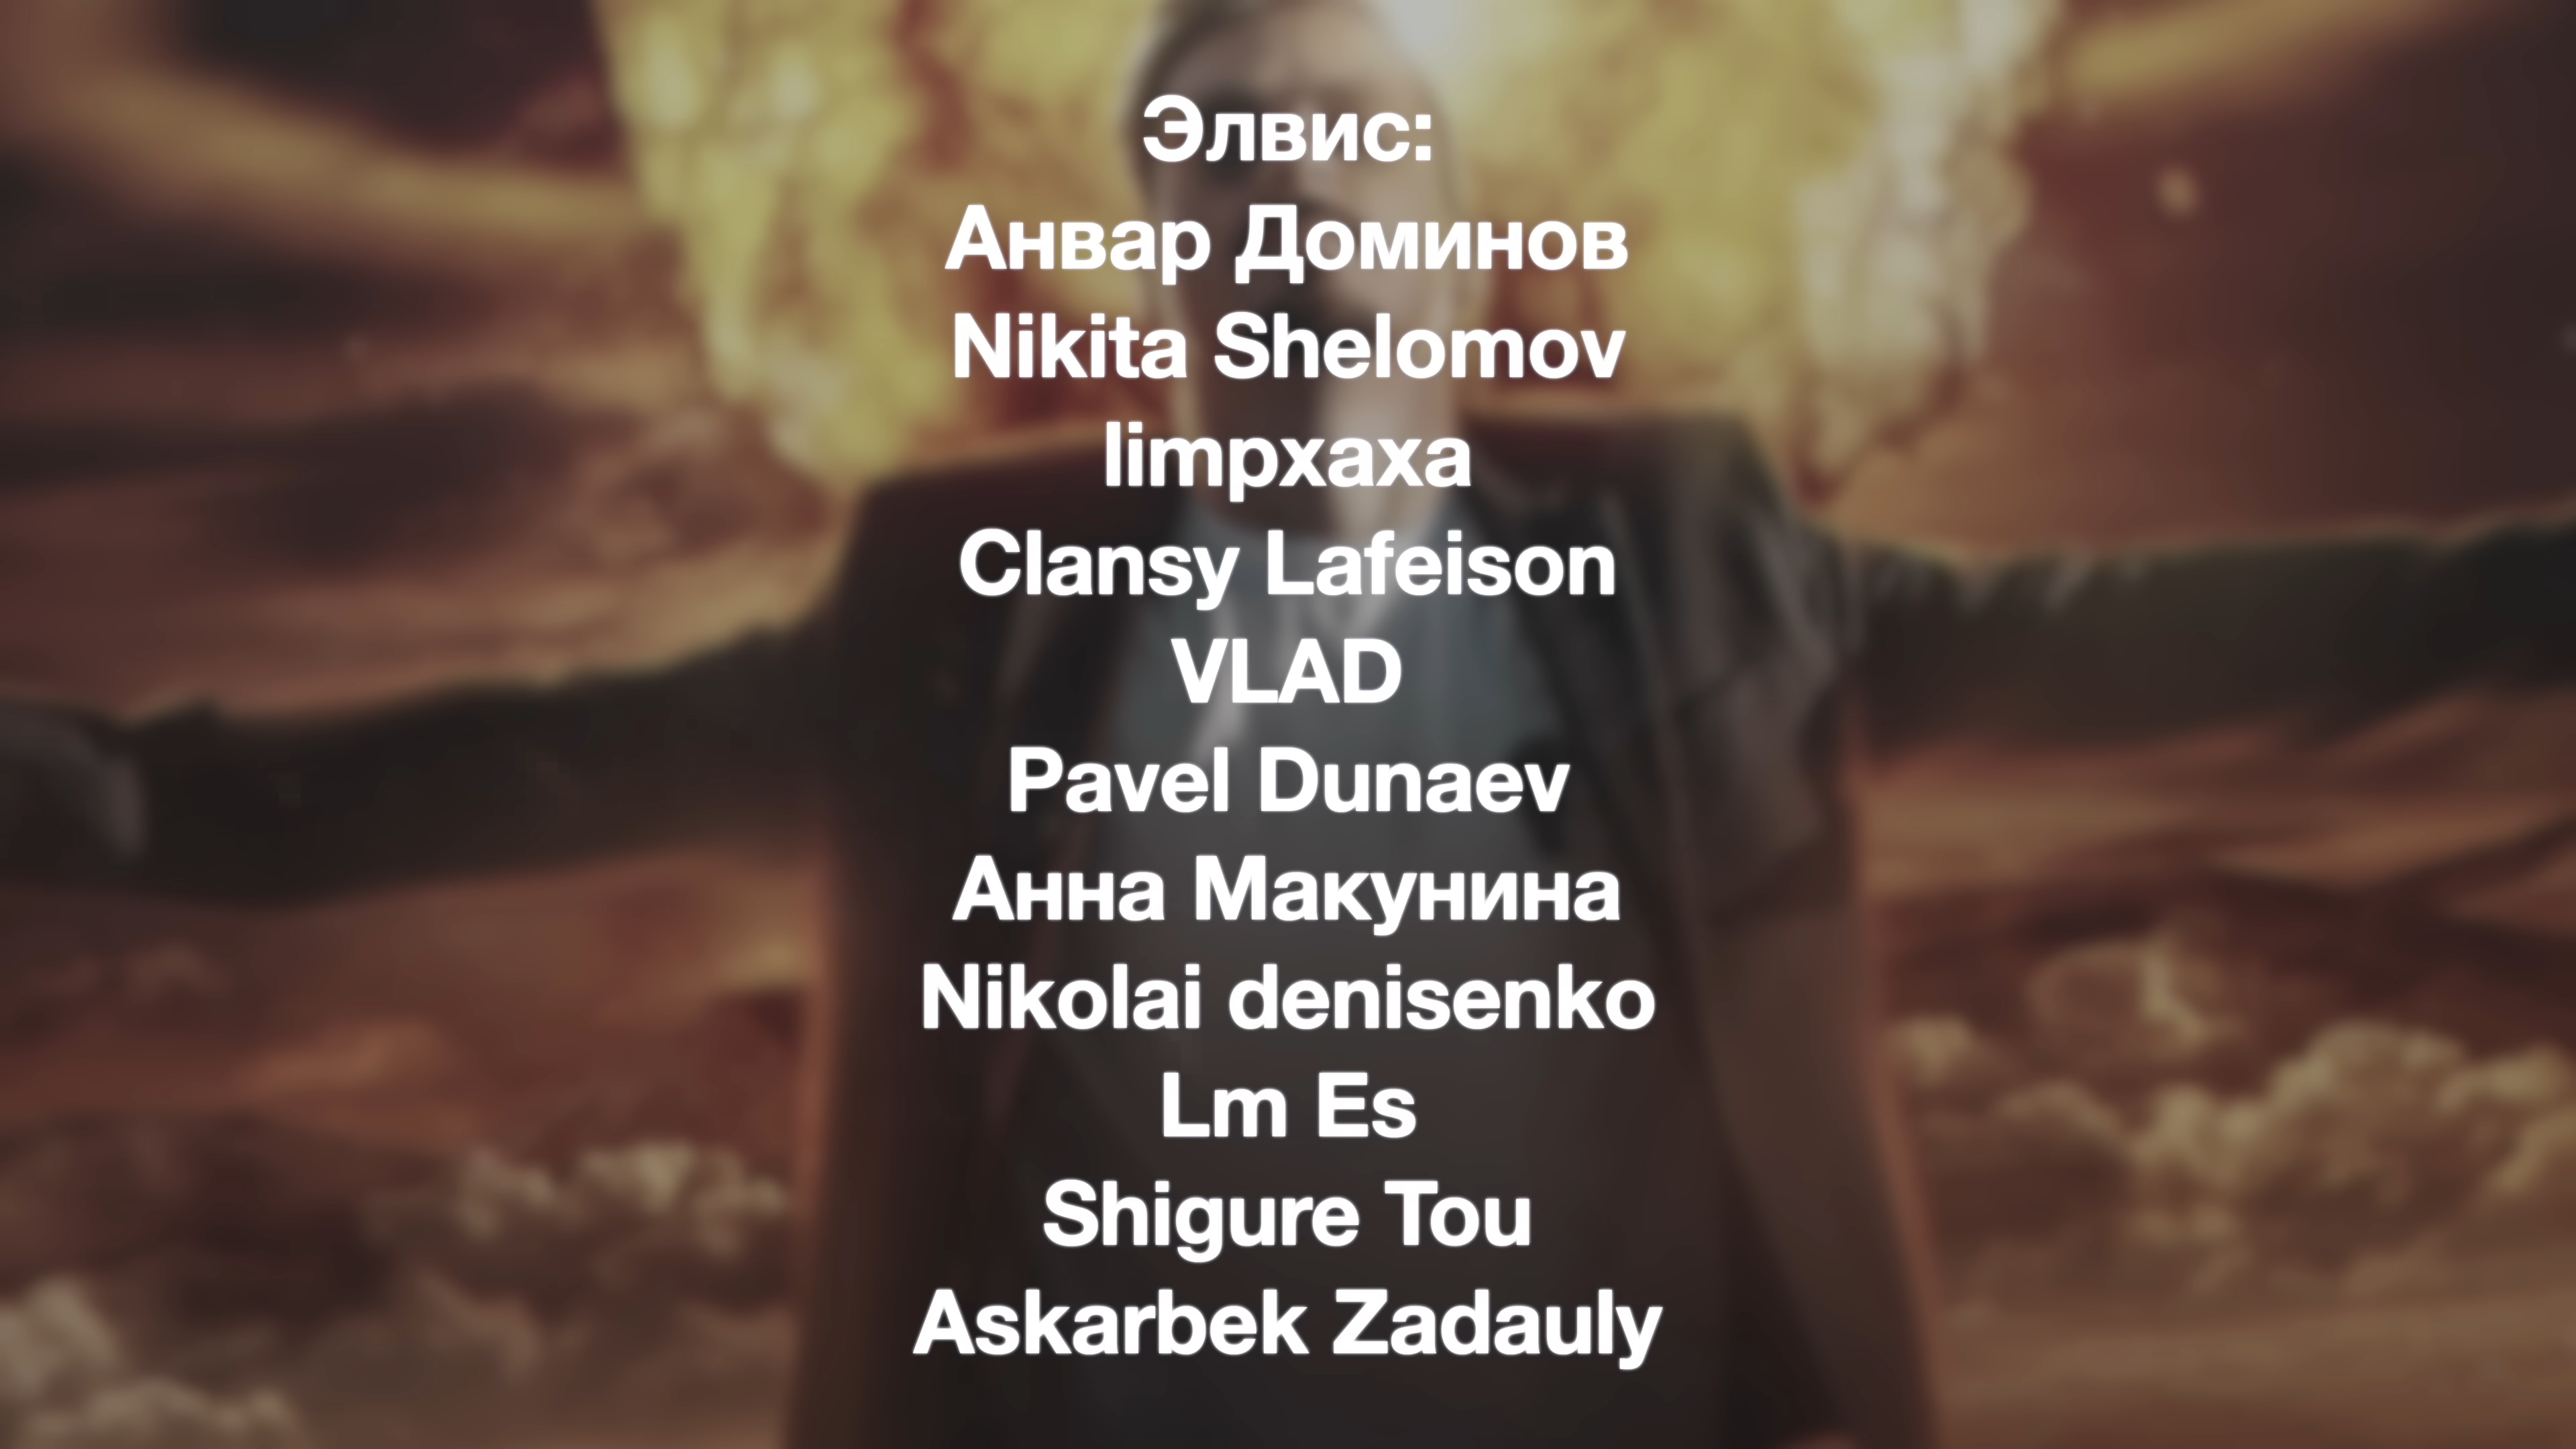 Элвис:
Анвар Доминов
Nikita Shelomov
limpxaxa
Clansy Lafeison
VLAD
Pavel Dunaev
Анна Макунина
Nikolai denisenko
Lm Es
Shigure Tou
Askarbek Zadauly